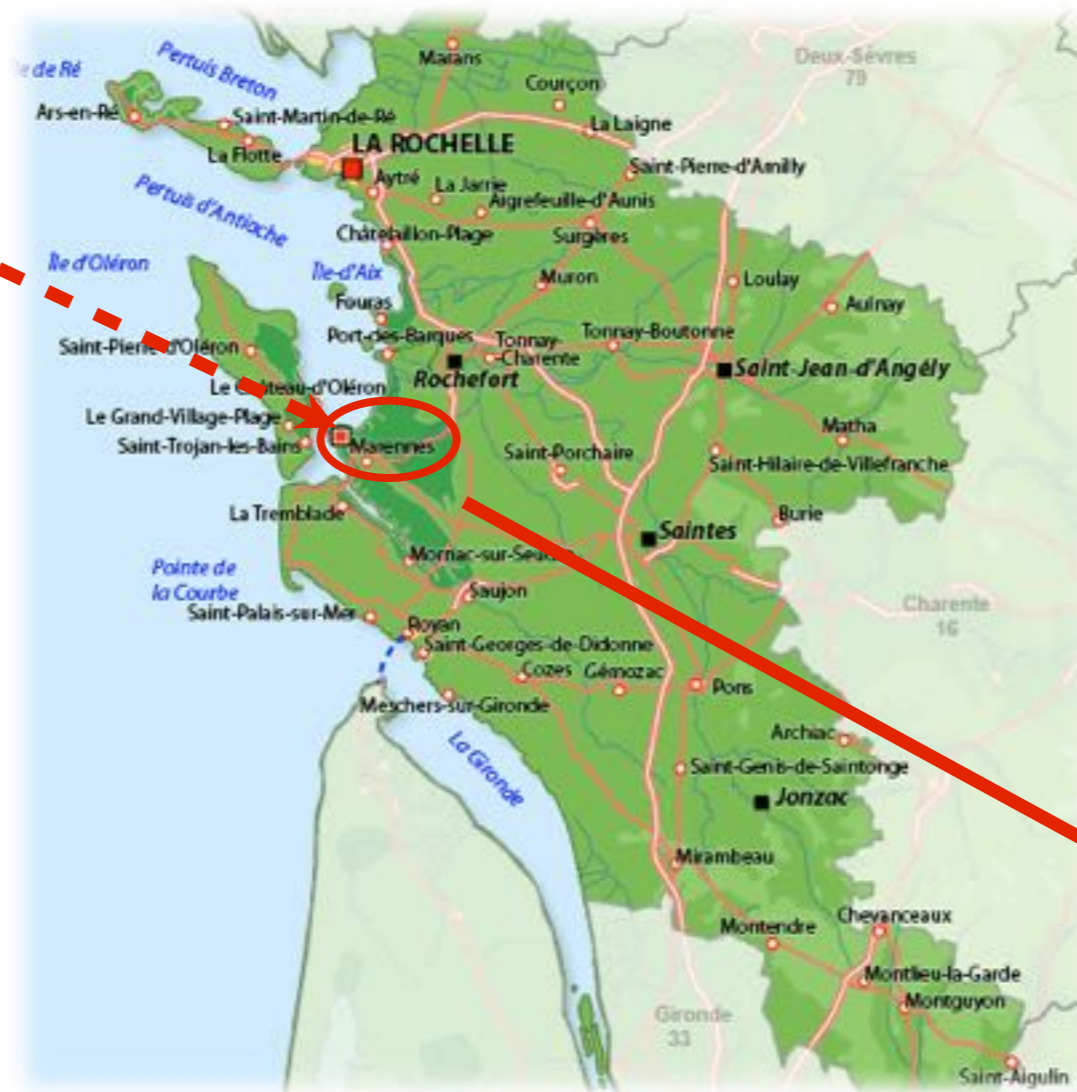 Marans
Deux-Sèvres
79
Pertuis Breton
de Ré
Courçon
Ars-en-Ré
Saint-Martin-de-Ré
La Laigne
LA ROCHELLE
La Flotte
Saint-Pierre-d'Amilly
Aytré
La Jarrie
Pertuis d'Antioche
Aigrefeuille-d'Aunis
Châtelaillon-Plage
Surgères
Île d'Oléron
Île-d'Aix
Muron
Loulay
Fouras
Aulnay
Port-des-Barques
Tonnay-
-Charente
Tonnay-Boutonne
Saint-Pierre-d'Oléron
Rochefort
Saint-Jean-d'Angély
Le Château-d'Oléron
Le Grand-Village-Plage
Matha
Saint-Trojan-les-Bains
Marennes
Saint-Porchaire
Saint-Hilaire-de-Villefranche
La Tremblade
Burie
Saintes
Mornac-sur-Seudre
Pointe de
la Courbe
Saujon
Charente
16
Saint-Palais-sur-Mer
Royan
Saint-Georges-de-Didonne
Cozes
Gémozac
Pons
Meschers-sur-Gironde
Archiac
La Gironde
Saint-Genis-de-Saintonge
Jonzac
Mirambeau
Montendre
Chevanceaux
Montlieu-la-Garde
Montguyon
Gironde
33
Saint-Aigulin